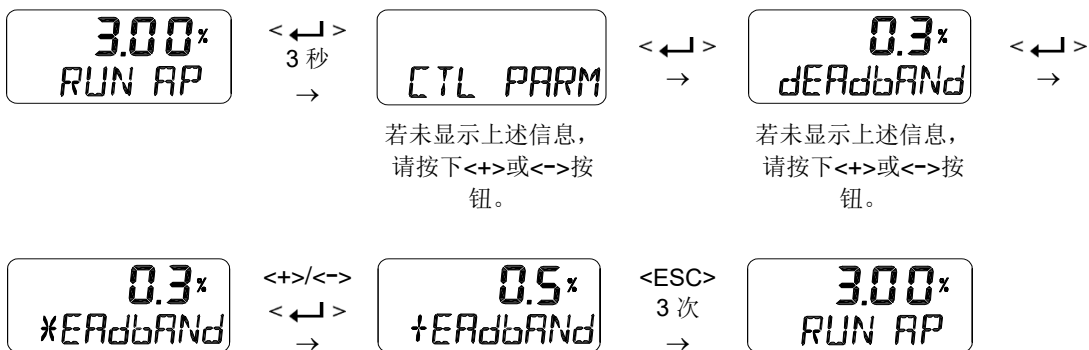 3.00%
RUN AP
<↵>
3 秒
→
CTL PARM
<↵>
→
0.3%
dEAdbANd
<↵>
→
若未显示上述信息,
请按下<+>或<->按
钮。
若未显示上述信息,
请按下<+>或<->按
钮。
0.3%
*EAdbANd
<+>/<->
<↵>
→
0.5%
+EAdbANd
<ESC>
3 次
→
3.00%
RUN AP